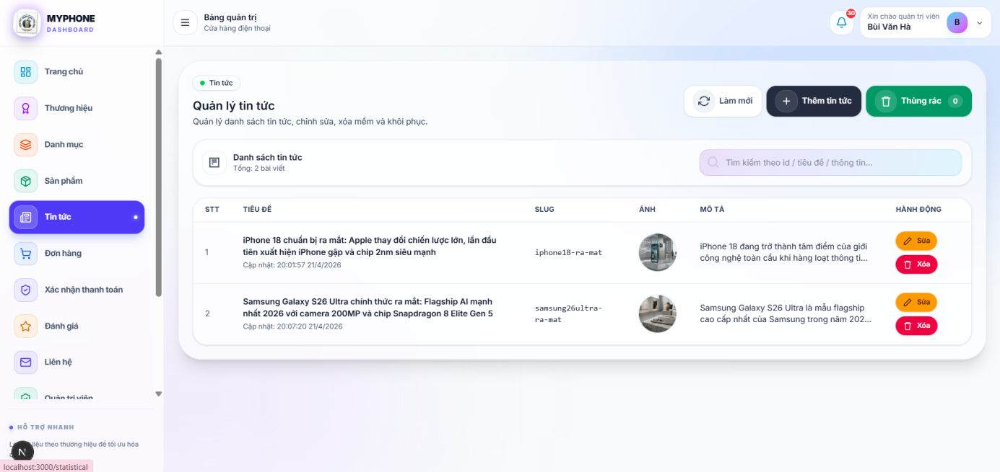 MYPHONE
DASHBOARD
Bảng quản trị
Cửa hàng điện thoại
30
Xin chào quản trị viên
Bùi Văn Hà
B
Trang chủ
Thương hiệu
Danh mục
Sản phẩm
Tin tức
Đơn hàng
Xác nhận thanh toán
Đánh giá
Liên hệ
Quản trị viên
HỖ TRỢ NHANH
liệu theo thương hiệu để tối ưu hóa
N
localhost:3000/statistical
Tin tức
Quản lý tin tức
Quản lý danh sách tin tức, chỉnh sửa, xóa mềm và khôi phục.
Làm mới
Thêm tin tức
Thùng rác 0
Danh sách tin tức
Tổng: 2 bài viết
Tìm kiếm theo id / tiêu đề / thông tin...
STT TIÊU ĐỀ SLUG ẢNH MÔ TẢ HÀNH ĐỘNG
1
iPhone 18 chuẩn bị ra mắt: Apple thay đổi chiến lược lớn, lần đầu
tiên xuất hiện iPhone gập và chip 2nm siêu mạnh
Cập nhật: 20:01:57 21/4/2026
iphone18-ra-mat
iPhone 18 đang trở thành tâm điểm của giới
công nghệ toàn cầu khi hàng loạt thông ti...
Sửa
Xóa
2
Samsung Galaxy S26 Ultra chính thức ra mắt: Flagship AI mạnh
nhất 2026 với camera 200MP và chip Snapdragon 8 Elite Gen 5
Cập nhật: 20:07:20 21/4/2026
samsung26ultra-
ra-mat
Samsung Galaxy S26 Ultra là mẫu flagship
cao cấp nhất của Samsung trong năm 202...
Sửa
Xóa